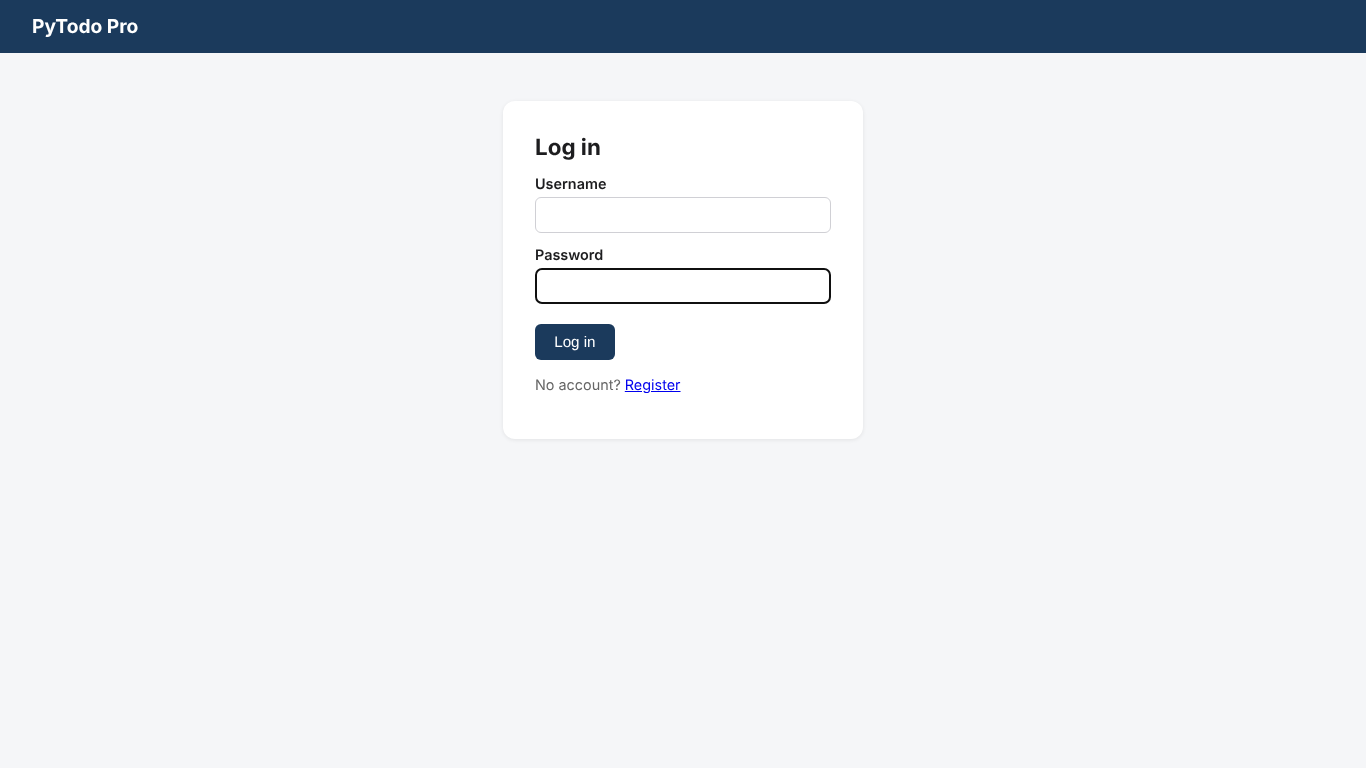 PyTodo Pro
Log in
Username
Password
Log in
No account? Register